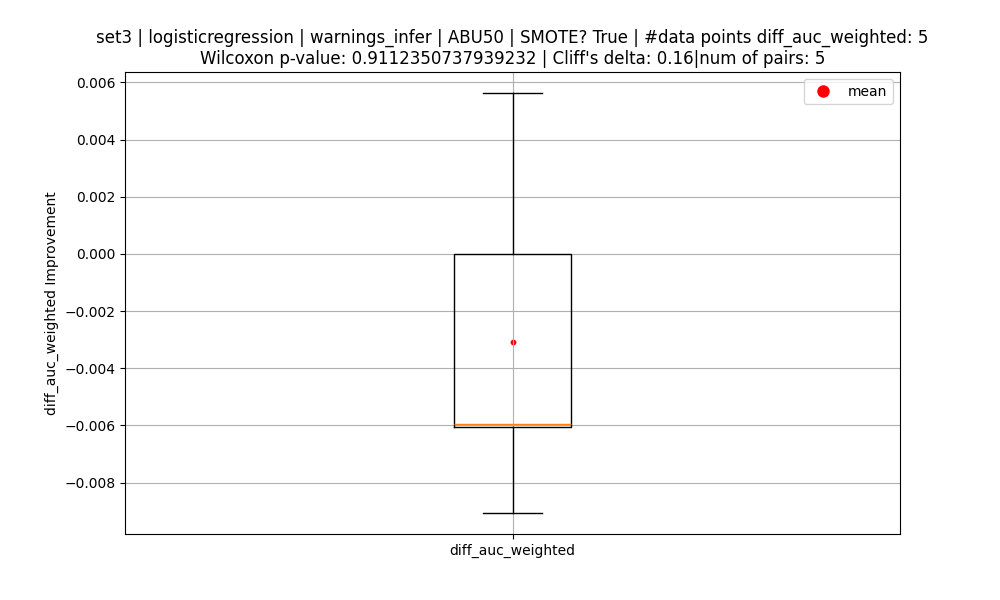 set3 | logisticregression | warnings_infer | ABU50 | SMOTE? True | #data points diff_auc_weighted: 5
Wilcoxon p-value: 0.9112350737939232 | Cliff's delta: 0.16|num of pairs: 5
mean
0.006
0.004
0.002
0.000
−0.002
−0.004
−0.006
−0.008
diff_auc_weighted Improvement
diff_auc_weighted